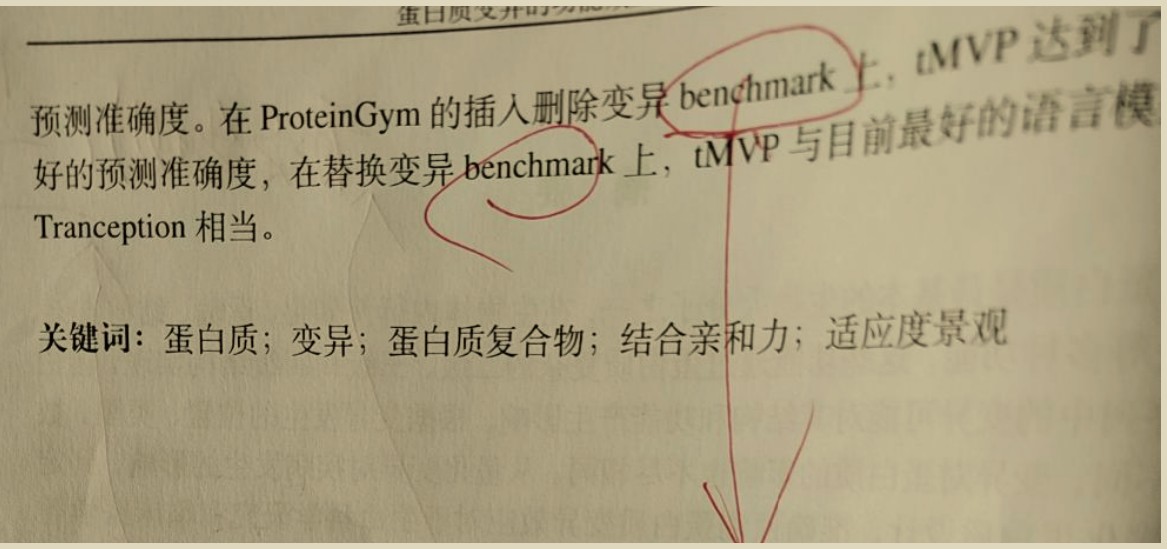 蛋白质变异的功能
预测准确度。在 ProteinGym 的插入删除变异 benchmark 上，tMVP 达到了
好的预测准确度，在替换变异 benchmark 上，tMVP 与目前最好的语言模
Tranception 相当。
关键词：蛋白质；变异；蛋白质复合物；结合亲和力；适应度景观